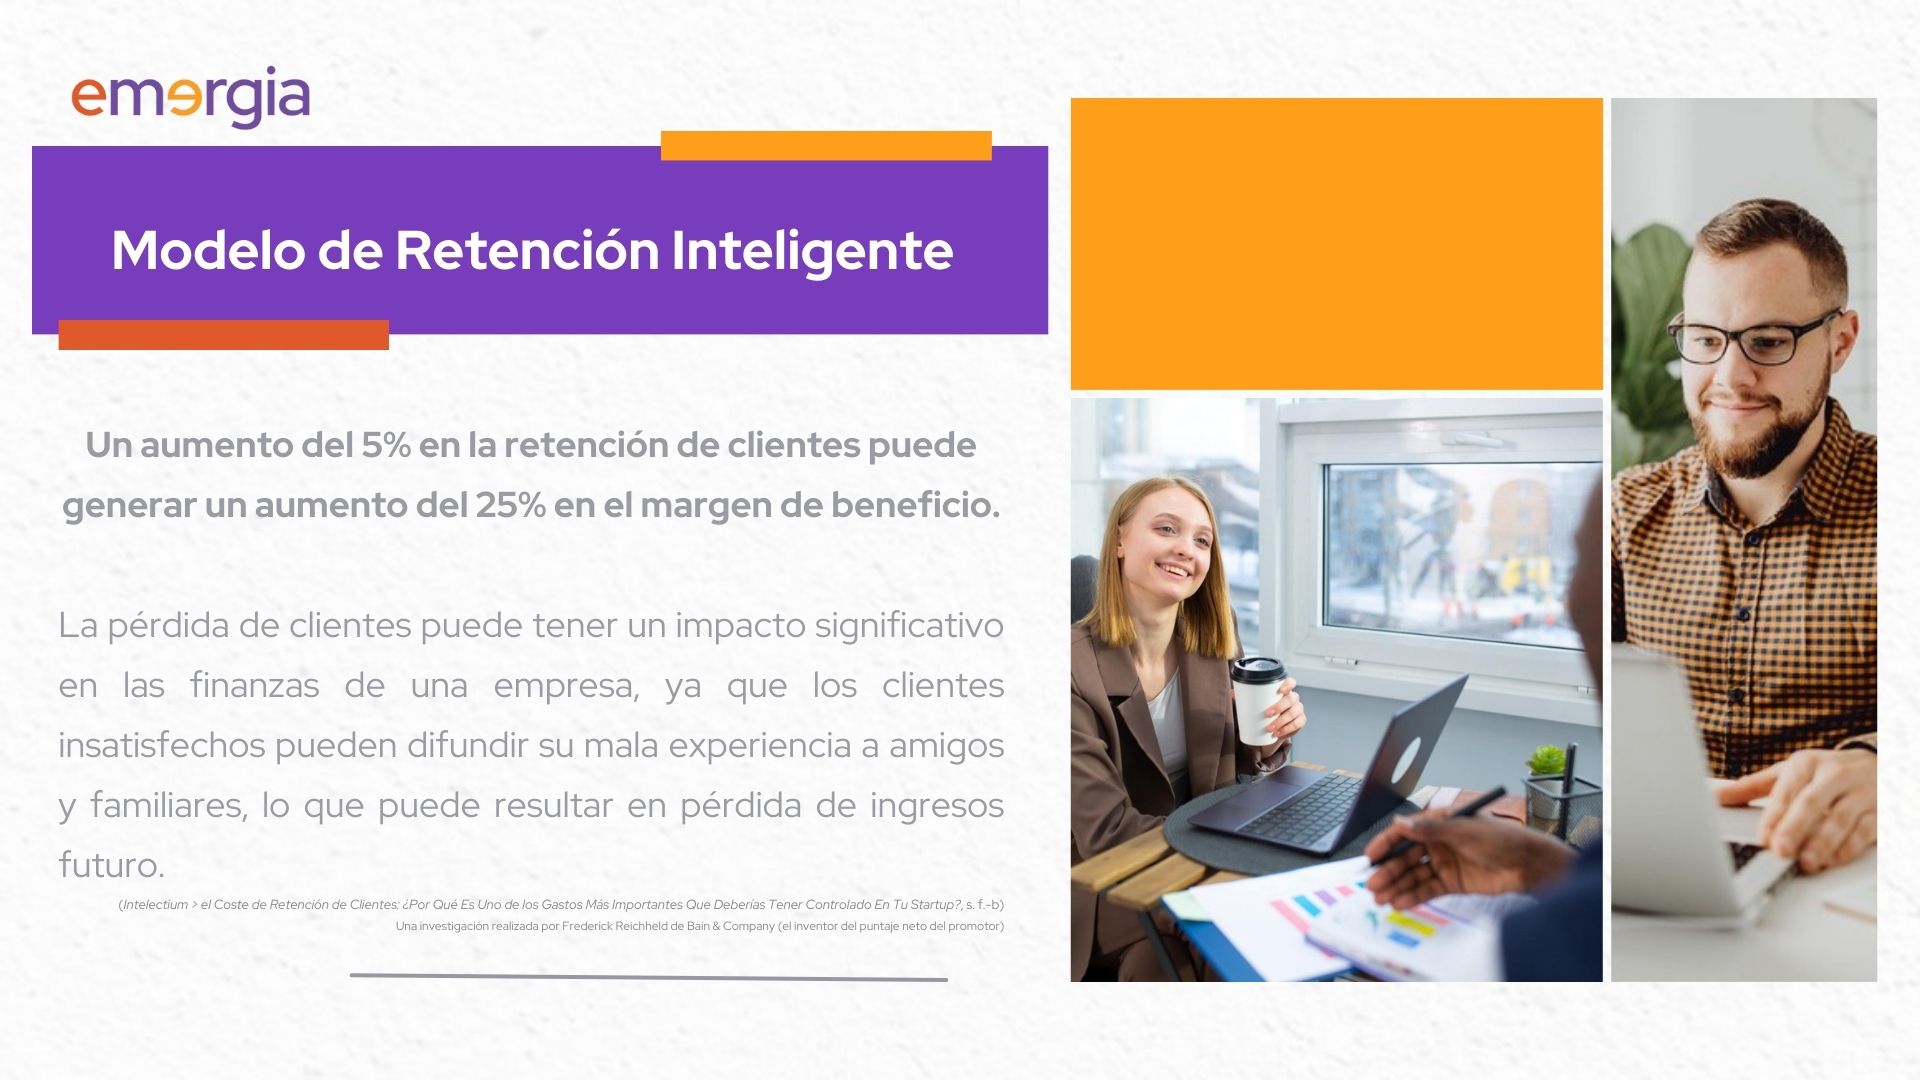 emergia
Modelo de Retención Inteligente
Un aumento del 5% en la retención de clientes puede
generar un aumento del 25% en el margen de beneficio.
La pérdida de clientes puede tener un impacto significativo
en las finanzas de una empresa, ya que los clientes
insatisfechos pueden difundir su mala experiencia a amigos
y familiares, lo que puede resultar en pérdida de ingresos
futuro.
(Intelectium > el Coste de Retención de Clientes: ¿Por Qué Es Uno de los Gastos Más Importantes Que Deberías Tener Controlado En Tu Startup?, s. f.-b)
Una investigación realizada por Frederick Reichheld de Bain & Company (el inventor del puntaje neto del promotor)